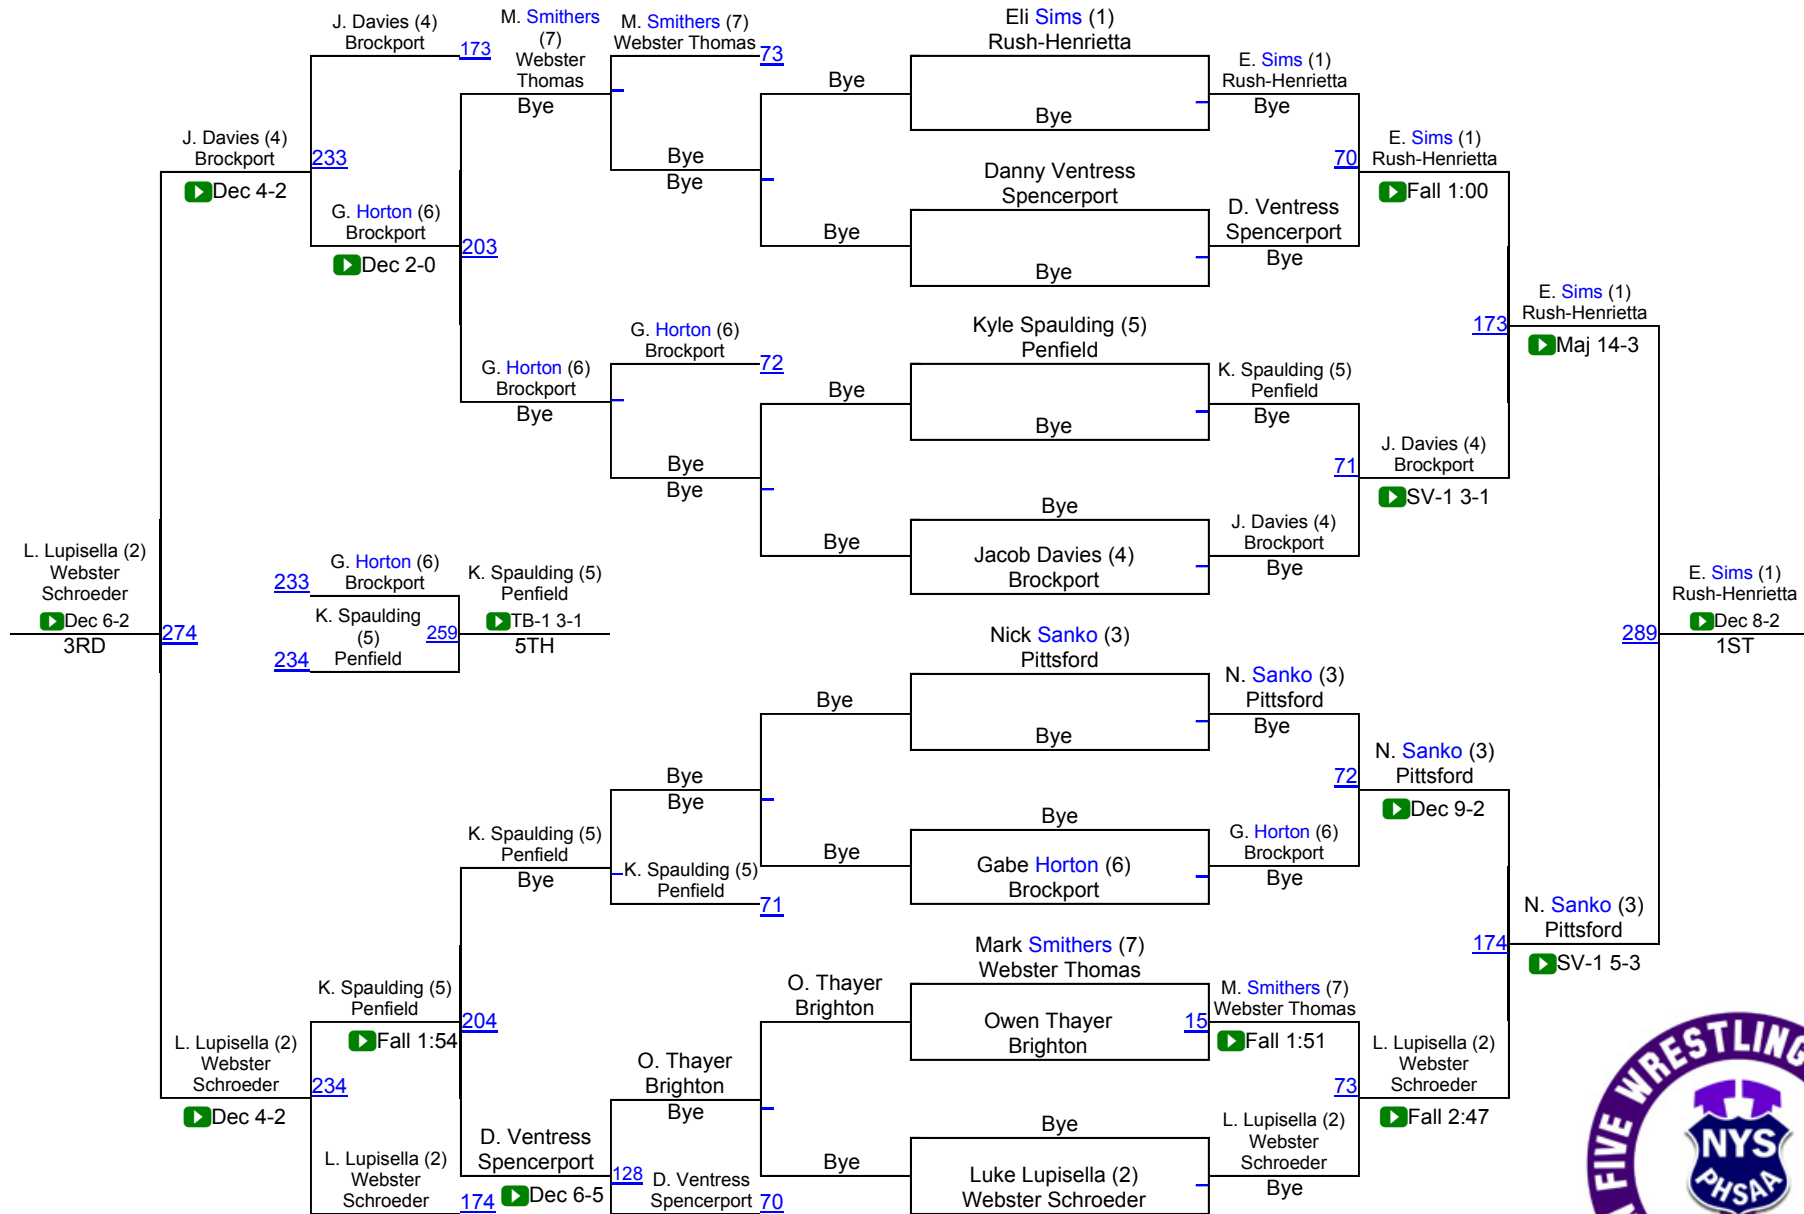 J. Davies (4)
Brockport
173
M. Smithers
(7)
Webster
Thomas
Bye
M. Smithers (7)
Webster Thomas
73
Eli Sims (1)
Rush-Henrietta
Bye
Bye
E. Sims (1)
Rush-Henrietta
Bye
J. Davies (4)
Brockport
233
Dec 4-2
Bye
Bye
Danny Ventress
Spencerport
70
E. Sims (1)
Rush-Henrietta
Fall 1:00
G. Horton (6)
Brockport
203
Dec 2-0
Bye
Bye
D. Ventress
Spencerport
Bye
E. Sims (1)
Rush-Henrietta
173
Maj 14-3
G. Horton (6)
Brockport
72
Kyle Spaulding (5)
Penfield
G. Horton (6)
Brockport
Bye
Bye
Bye
K. Spaulding (5)
Penfield
Bye
Bye
Bye
71
J. Davies (4)
Brockport
SV-1 3-1
Bye
Bye
Jacob Davies (4)
Brockport
J. Davies (4)
Brockport
Bye
L. Lupisella (2)
Webster
Schroeder
Dec 6-2
3RD
274
233
G. Horton (6)
Brockport
K. Spaulding
(5)
Penfield
234
259
K. Spaulding (5)
Penfield
TB-1 3-1
5TH
E. Sims (1)
Rush-Henrietta
289
Dec 8-2
1ST
Nick Sanko (3)
Pittsford
Bye
Bye
N. Sanko (3)
Pittsford
Bye
Bye
Bye
72
N. Sanko (3)
Pittsford
Dec 9-2
K. Spaulding (5)
Penfield
Bye
K. Spaulding (5)
Penfield
71
Bye
Bye
Gabe Horton (6)
Brockport
G. Horton (6)
Brockport
Bye
N. Sanko (3)
Pittsford
174
SV-1 5-3
Mark Smithers (7)
Webster Thomas
O. Thayer
Brighton
Owen Thayer
Brighton
15
M. Smithers (7)
Webster Thomas
Fall 1:51
K. Spaulding (5)
Penfield
204
Fall 1:54
L. Lupisella (2)
Webster
Schroeder
234
Dec 4-2
O. Thayer
Brighton
Bye
73
L. Lupisella (2)
Webster
Schroeder
Fall 2:47
L. Lupisella (2)
Webster
Schroeder
174
D. Ventress
Spencerport
Dec 6-5
128
D. Ventress
Spencerport
70
Bye
Bye
Luke Lupisella (2)
Webster Schroeder
L. Lupisella (2)
Webster
Schroeder
Bye
FIVE WRESTLING
NYS
PHSAA